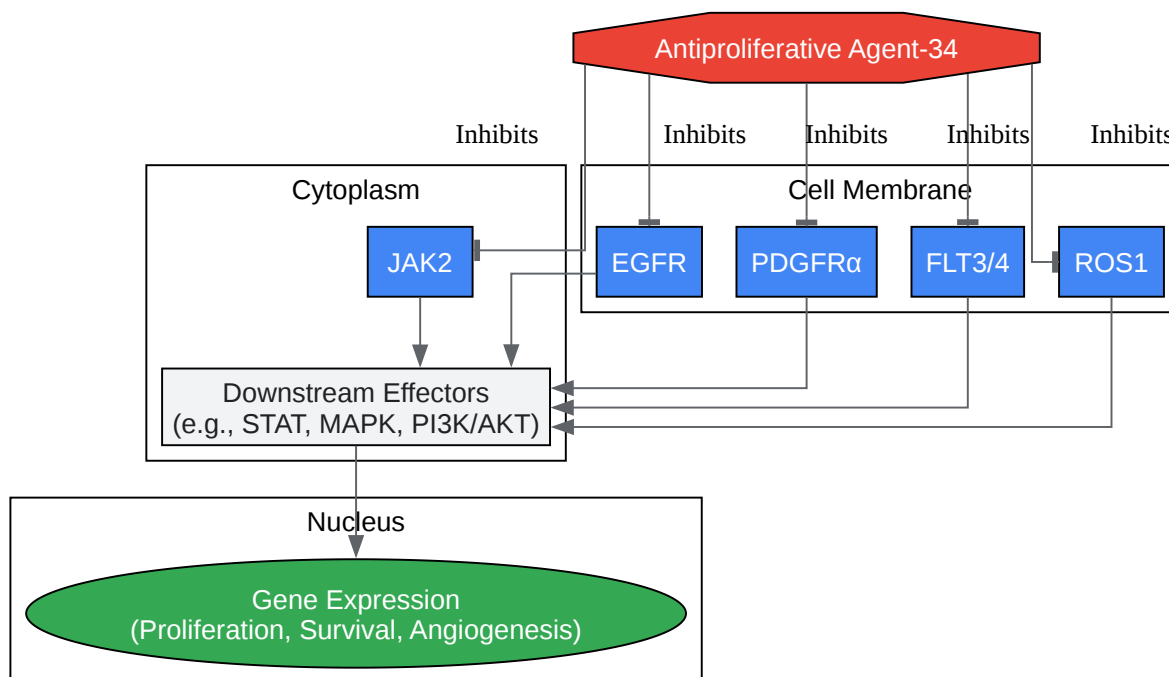 Antiproliferative Agent-34
Inhibits
Inhibits
Inhibits
Inhibits
Inhibits
Cytoplasm
Cell Membrane
JAK2
EGFR
PDGFRα
FLT3/4
ROS1
Downstream Effectors
(e.g., STAT, MAPK, PI3K/AKT)
Nucleus
Gene Expression
(Proliferation, Survival, Angiogenesis)